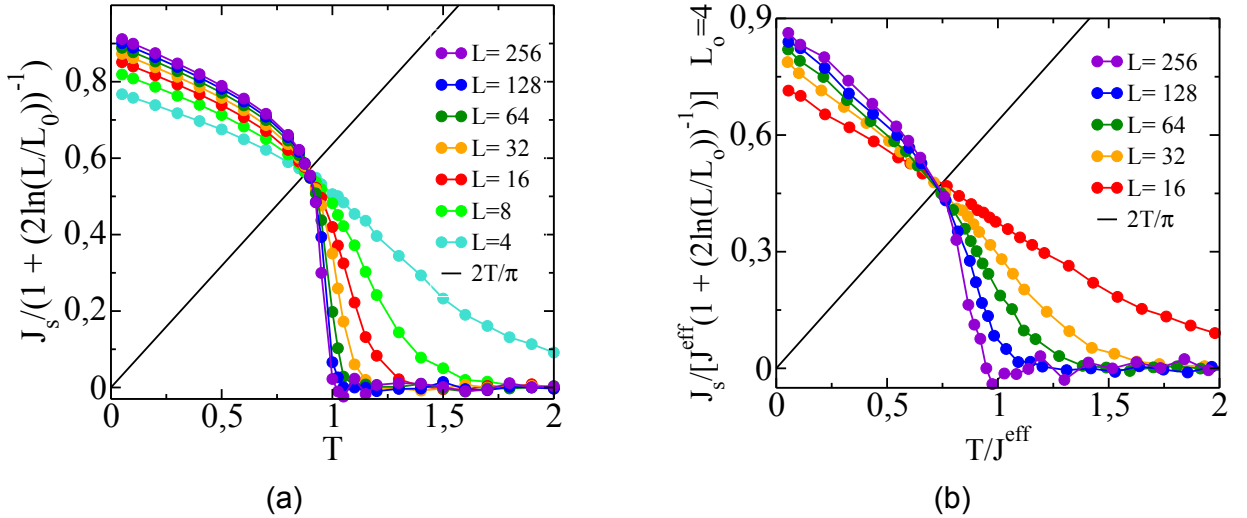 J_s/(1 + (2ln(L/L_0))^-1)
0,8
0,6
0,4
0,2
0
L= 256
L= 128
L= 64
L= 32
L= 16
L=8
L=4
2T/π
0 0,5 1 1,5 2
T
(a)
J_s/[J^eff(1 + (2ln(L/L_o))^-1)] L_o=4
0,9
0,6
0,3
0
L= 256
L= 128
L= 64
L= 32
L= 16
2T/π
0 0,5 1 1,5 2
T/J^eff
(b)